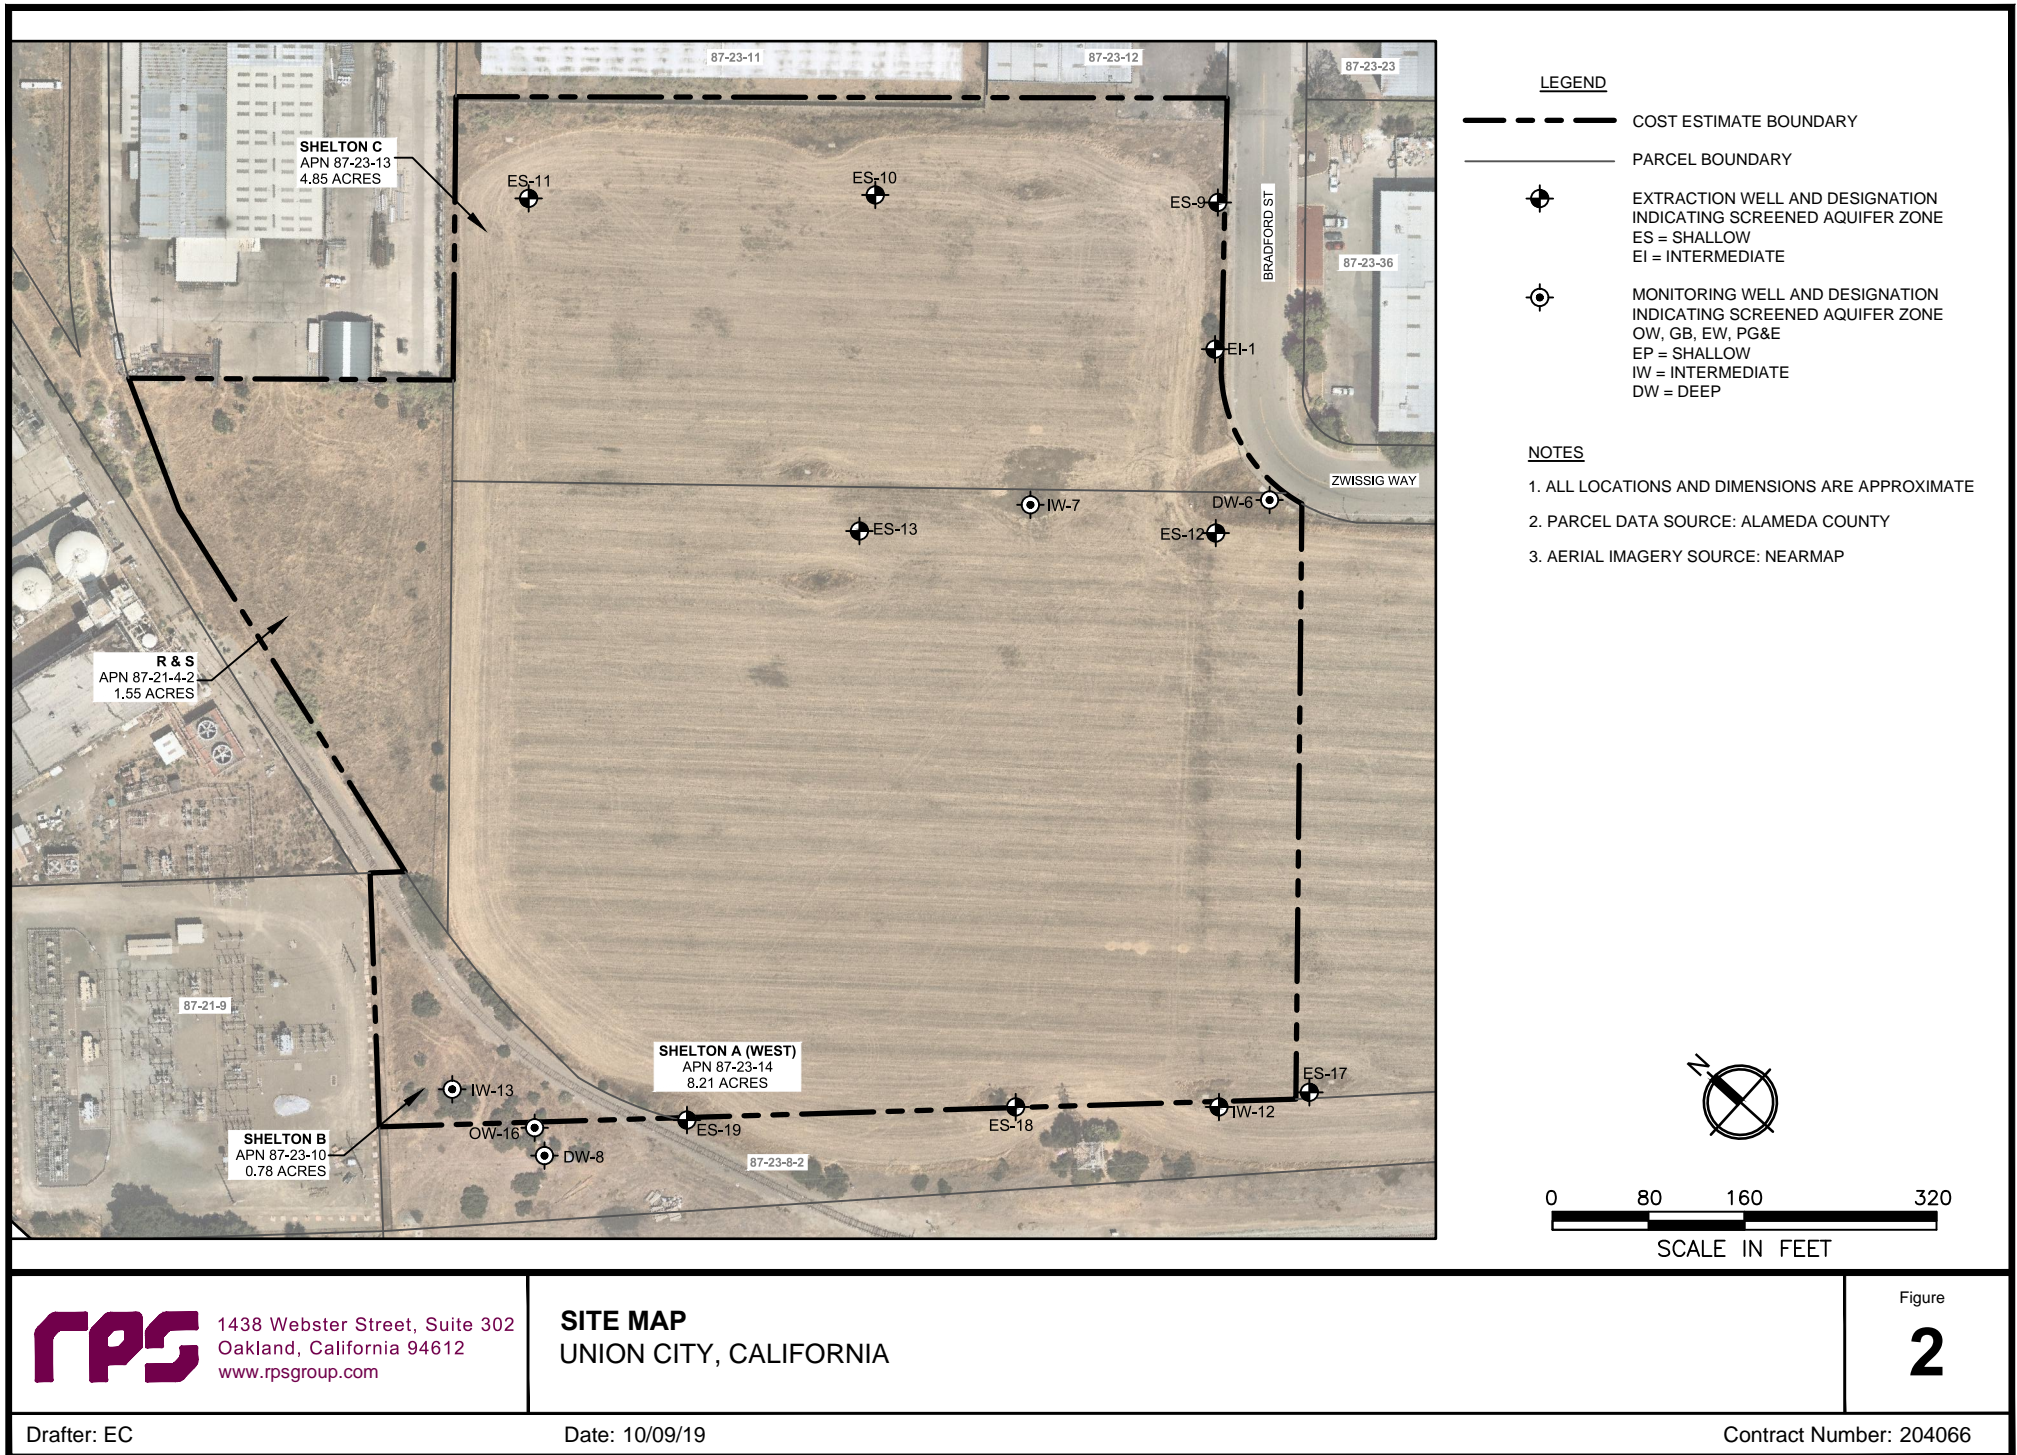 87-23-11
87-23-12
87-23-23
SHELTON C
APN 87-23-13
4.85 ACRES
ES-11
ES-10
ES-9
BRADFORD ST
87-23-36
EI-1
ZWISSIG WAY
IW-7
DW-6
ES-13
ES-12
R & S
APN 87-21-4-2
1.55 ACRES
87-21-9
SHELTON A (WEST)
APN 87-23-14
8.21 ACRES
IW-13
ES-17
OW-16
ES-19
ES-18
IW-12
SHELTON B
APN 87-23-10
0.78 ACRES
DW-8
87-23-8-2
LEGEND
COST ESTIMATE BOUNDARY
PARCEL BOUNDARY
EXTRACTION WELL AND DESIGNATION
INDICATING SCREENED AQUIFER ZONE
ES = SHALLOW
EI = INTERMEDIATE
MONITORING WELL AND DESIGNATION
INDICATING SCREENED AQUIFER ZONE
OW, GB, EW, PG&E
EP = SHALLOW
IW = INTERMEDIATE
DW = DEEP
NOTES
1. ALL LOCATIONS AND DIMENSIONS ARE APPROXIMATE
2. PARCEL DATA SOURCE: ALAMEDA COUNTY
3. AERIAL IMAGERY SOURCE: NEARMAP
N
0 80 160 320
SCALE IN FEET
rps
1438 Webster Street, Suite 302
Oakland, California 94612
www.rpsgroup.com
SITE MAP
UNION CITY, CALIFORNIA
Figure
2
Drafter: EC
Date: 10/09/19
Contract Number: 204066